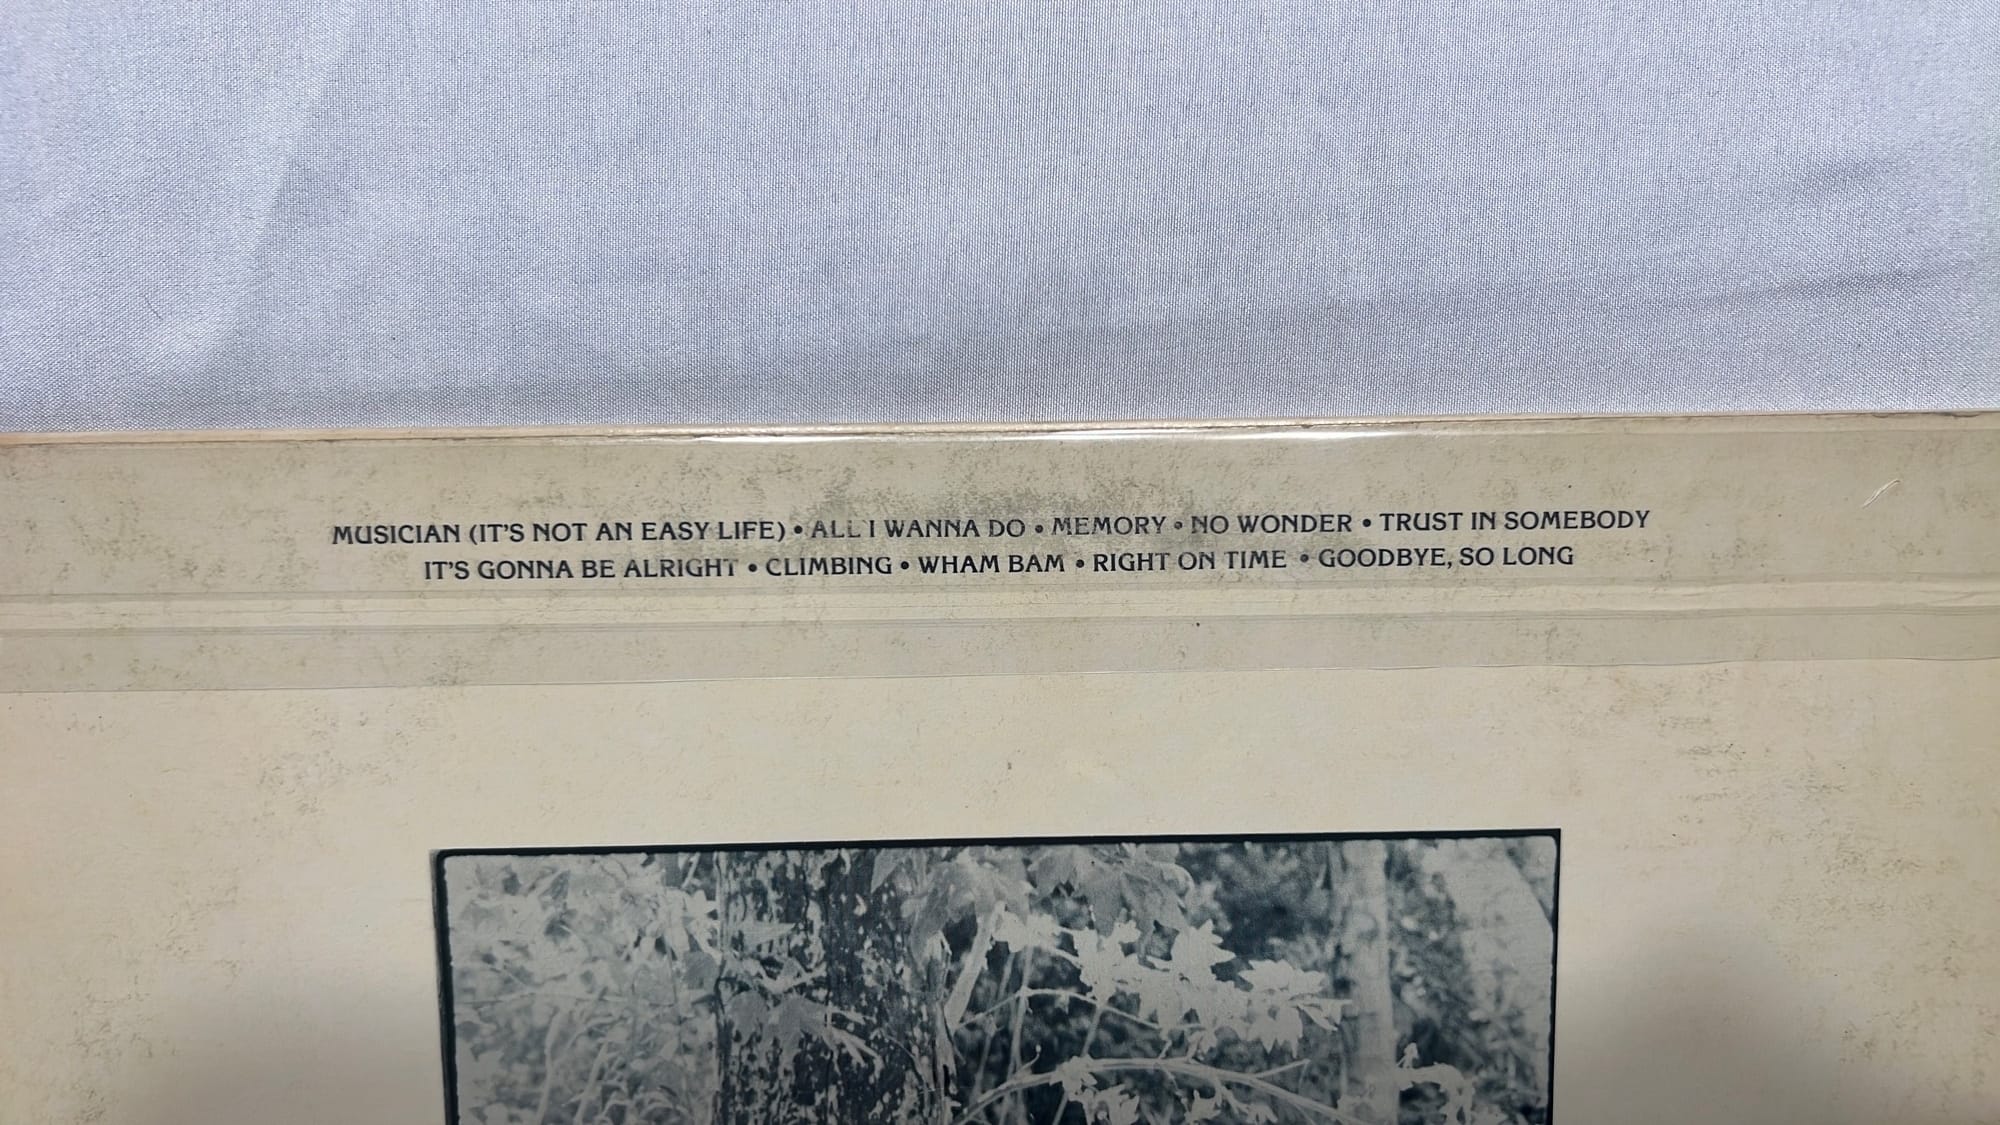 MUSICIAN (IT'S NOT AN EASY LIFE) • ALL I WANNA DO • MEMORY • NO WONDER • TRUST IN SOMEBODY
IT'S GONNA BE ALRIGHT • CLIMBING • WHAM BAM • RIGHT ON TIME • GOODBYE, SO LONG